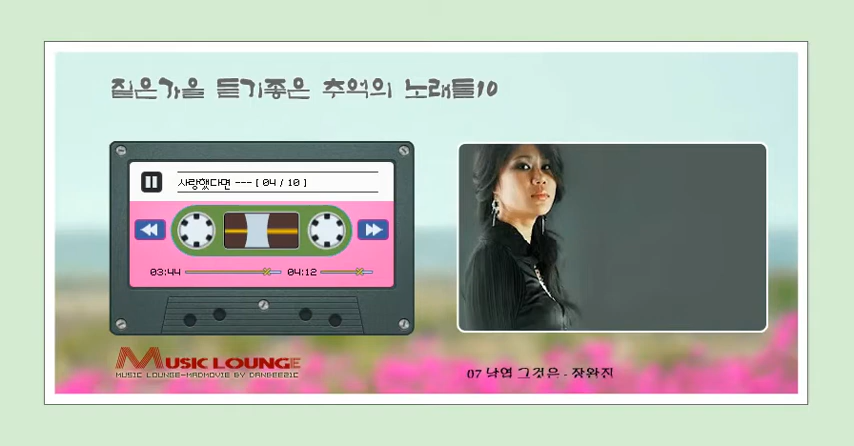 짙은가을 듣기좋은 추억의 노래들10
사랑했다면 --- [ 04 / 10 ]
03:44 04:12
MUSIC LOUNGE
MUSIC LOUNGE-MADMOVIE BY DANBEE2IC
07 낙엽 그것은 - 장완진